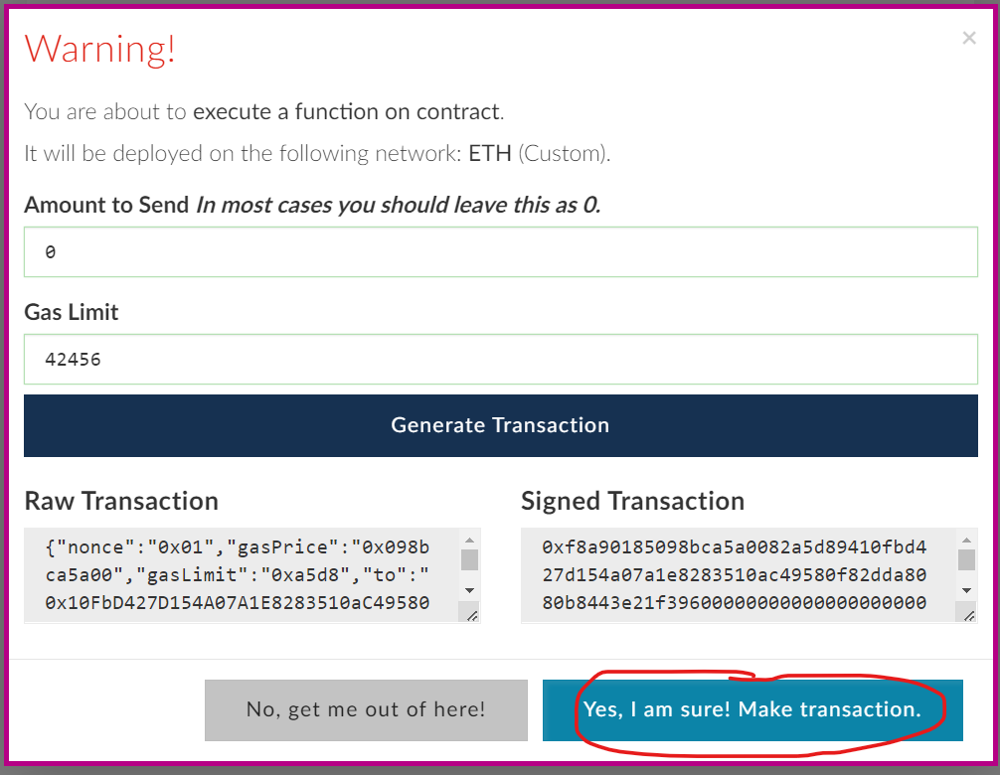 Warning!
×
You are about to execute a function on contract.
It will be deployed on the following network: ETH (Custom).
Amount to Send In most cases you should leave this as 0.
0
Gas Limit
42456
Generate Transaction
Raw Transaction
{"nonce":"0x01","gasPrice":"0x098b
ca5a00","gasLimit":"0xa5d8","to":"
0x10FbD427D154A07A1E8283510aC49580
Signed Transaction
0xf8a90185098bca5a0082a5d89410fbd4
27d154a07a1e8283510ac49580f82dda80
80b8443e21f39600000000000000000000
No, get me out of here!
Yes, I am sure! Make transaction.